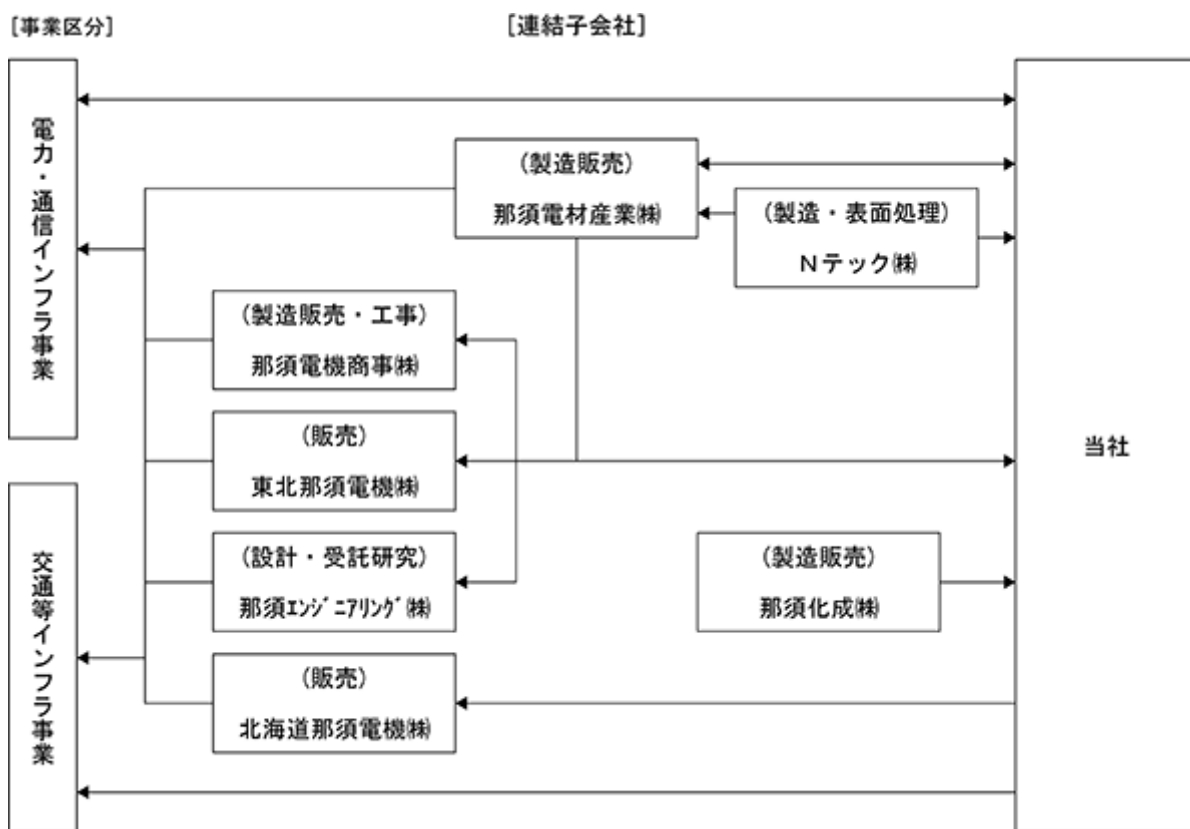 [事業区分]
[連結子会社]
電力・通信インフラ事業
(製造販売)
那須電材産業㈱
(製造・表面処理)
Ｎテック㈱
(製造販売・工事)
那須電機商事㈱
(販売)
東北那須電機㈱
当社
交通等インフラ事業
(設計・受託研究)
那須ｴﾝｼﾞﾆｱﾘﾝｸﾞ㈱
(製造販売)
那須化成㈱
(販売)
北海道那須電機㈱